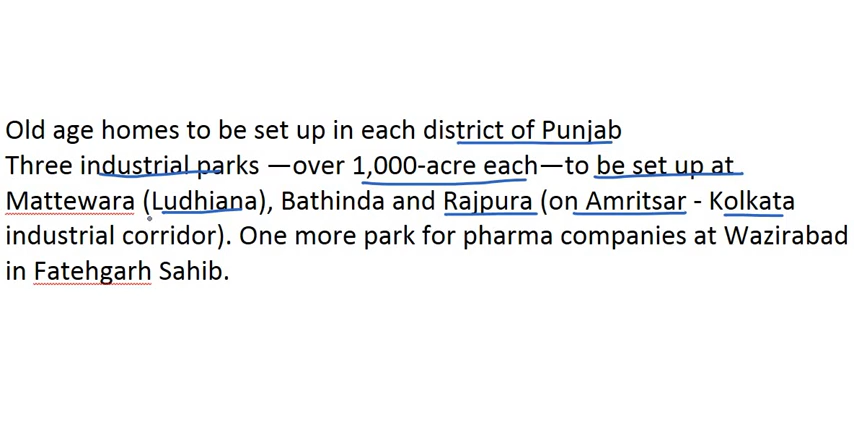 Old age homes to be set up in each district of Punjab
Three industrial parks —over 1,000-acre each—to be set up at
Mattewara (Ludhiana), Bathinda and Rajpura (on Amritsar - Kolkata
industrial corridor). One more park for pharma companies at Wazirabad
in Fatehgarh Sahib.